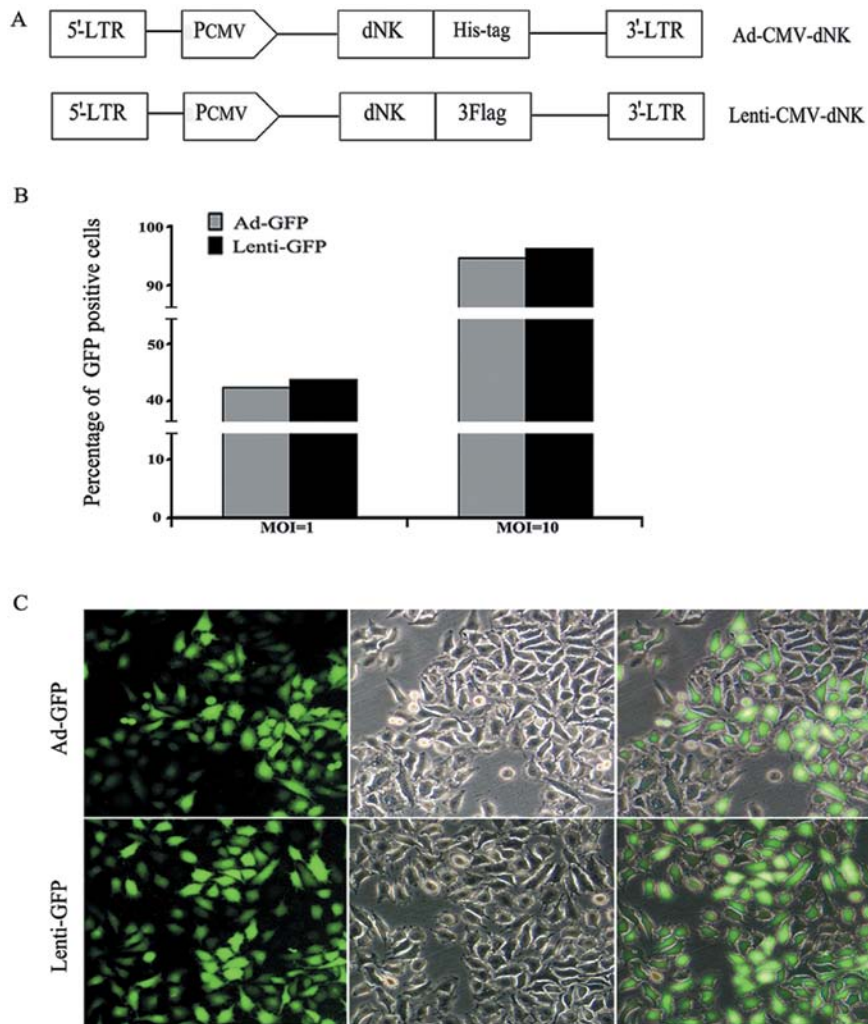 A
5'-LTR PCMV dNK His-tag 3'-LTR Ad-CMV-dNK
5'-LTR PCMV dNK 3Flag 3'-LTR Lenti-CMV-dNK
B
Percentage of GFP positive cells
Ad-GFP
Lenti-GFP
100
90
50
40
10
0
MOI=1 MOI=10
C
Ad-GFP
Lenti-GFP